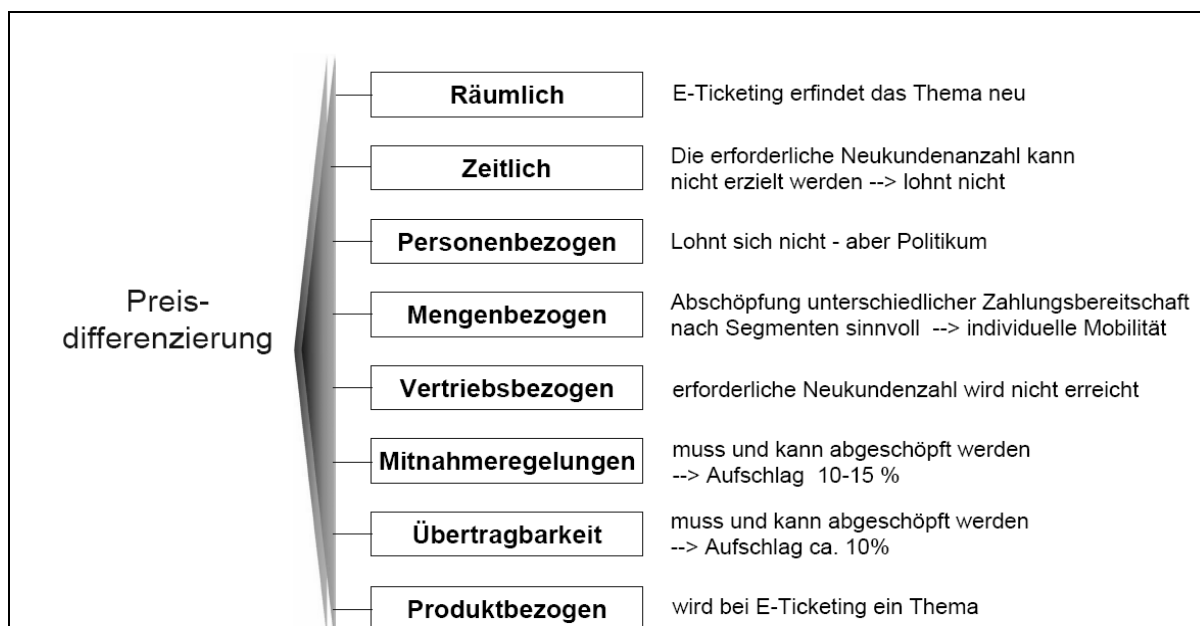 Preis-
differenzierung
Räumlich
E-Ticketing erfindet das Thema neu
Zeitlich
Die erforderliche Neukundenanzahl kann
nicht erzielt werden --> lohnt nicht
Personenbezogen
Lohnt sich nicht - aber Politikum
Mengenbezogen
Abschöpfung unterschiedlicher Zahlungsbereitschaft
nach Segmenten sinnvoll --> individuelle Mobilität
Vertriebsbezogen
erforderliche Neukundenzahl wird nicht erreicht
Mitnahmeregelungen
muss und kann abgeschöpft werden
--> Aufschlag 10-15 %
Übertragbarkeit
muss und kann abgeschöpft werden
--> Aufschlag ca. 10%
Produktbezogen
wird bei E-Ticketing ein Thema